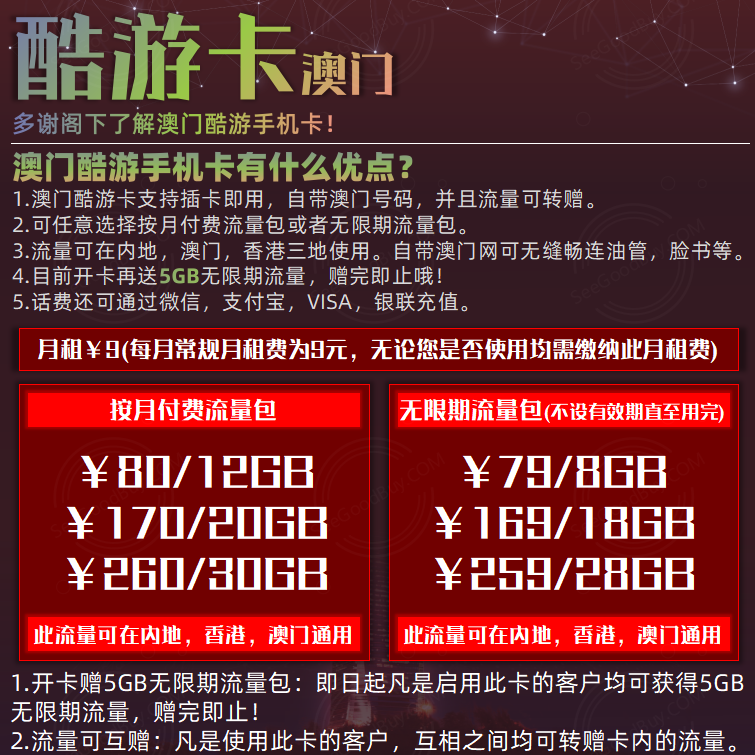 酷游卡澳门
多谢阁下了解澳门酷游手机卡!
澳门酷游手机卡有什么优点?
1.澳门酷游卡支持插卡即用，自带澳门号码，并且流量可转赠。
2.可任意选择按月付费流量包或者无限期流量包。
3.流量可在内地，澳门，香港三地使用。自带澳门网可无缝畅连油管，脸书等。
4.目前开卡再送5GB无限期流量，赠完即止哦!
5.话费还可通过微信，支付宝，VISA，银联充值。
月租￥9(每月常规月租费为9元，无论您是否使用均需缴纳此月租费)
按月付费流量包
￥80/12GB
￥170/20GB
￥260/30GB
此流量可在内地，香港，澳门通用
无限期流量包(不设有效期直至用完)
￥79/8GB
￥169/18GB
￥259/28GB
此流量可在内地，香港，澳门通用
1.开卡赠5GB无限期流量包：即日起凡是启用此卡的客户均可获得5GB
无限期流量，赠完即止!
2.流量可互赠：凡是使用此卡的客户，互相之间均可转赠卡内的流量。